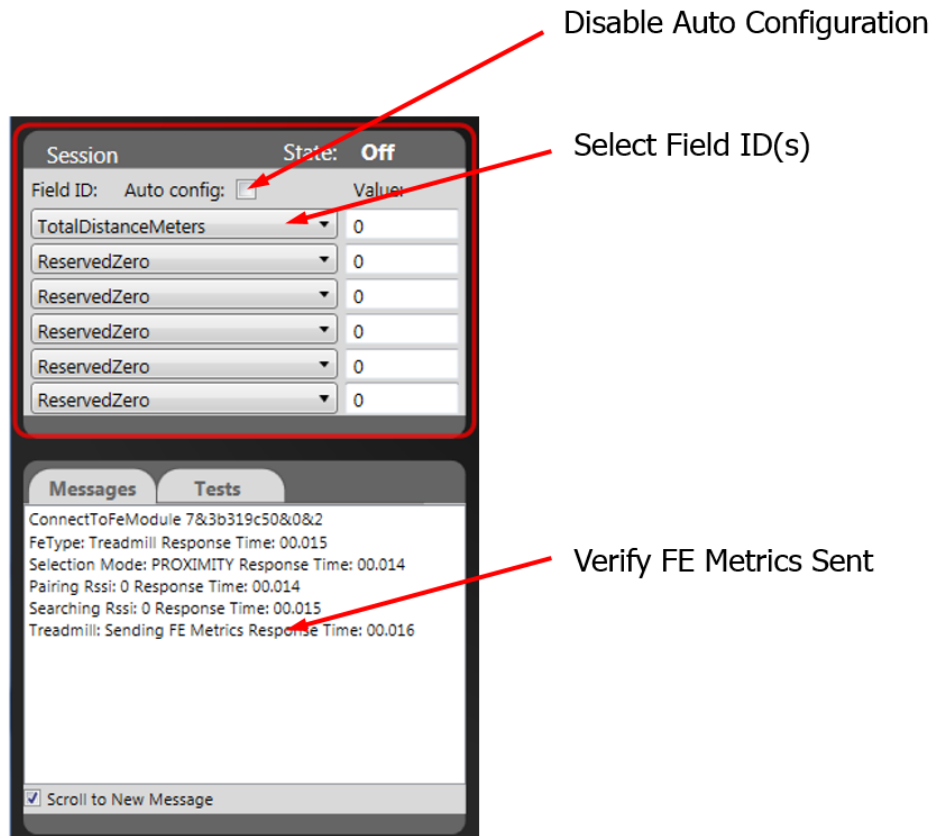 Disable Auto Configuration
Select Field ID(s)
Session State: Off
Field ID: Auto config: Value:
TotalDistanceMeters 0
ReservedZero 0
ReservedZero 0
ReservedZero 0
ReservedZero 0
ReservedZero 0
Messages Tests
ConnectToFeModule 7&3b319c50&0&2
FeType: Treadmill Response Time: 00.015
Selection Mode: PROXIMITY Response Time: 00.014
Pairing Rssi: 0 Response Time: 00.014
Searching Rssi: 0 Response Time: 00.015
Treadmill: Sending FE Metrics Response Time: 00.016
Verify FE Metrics Sent
Scroll to New Message